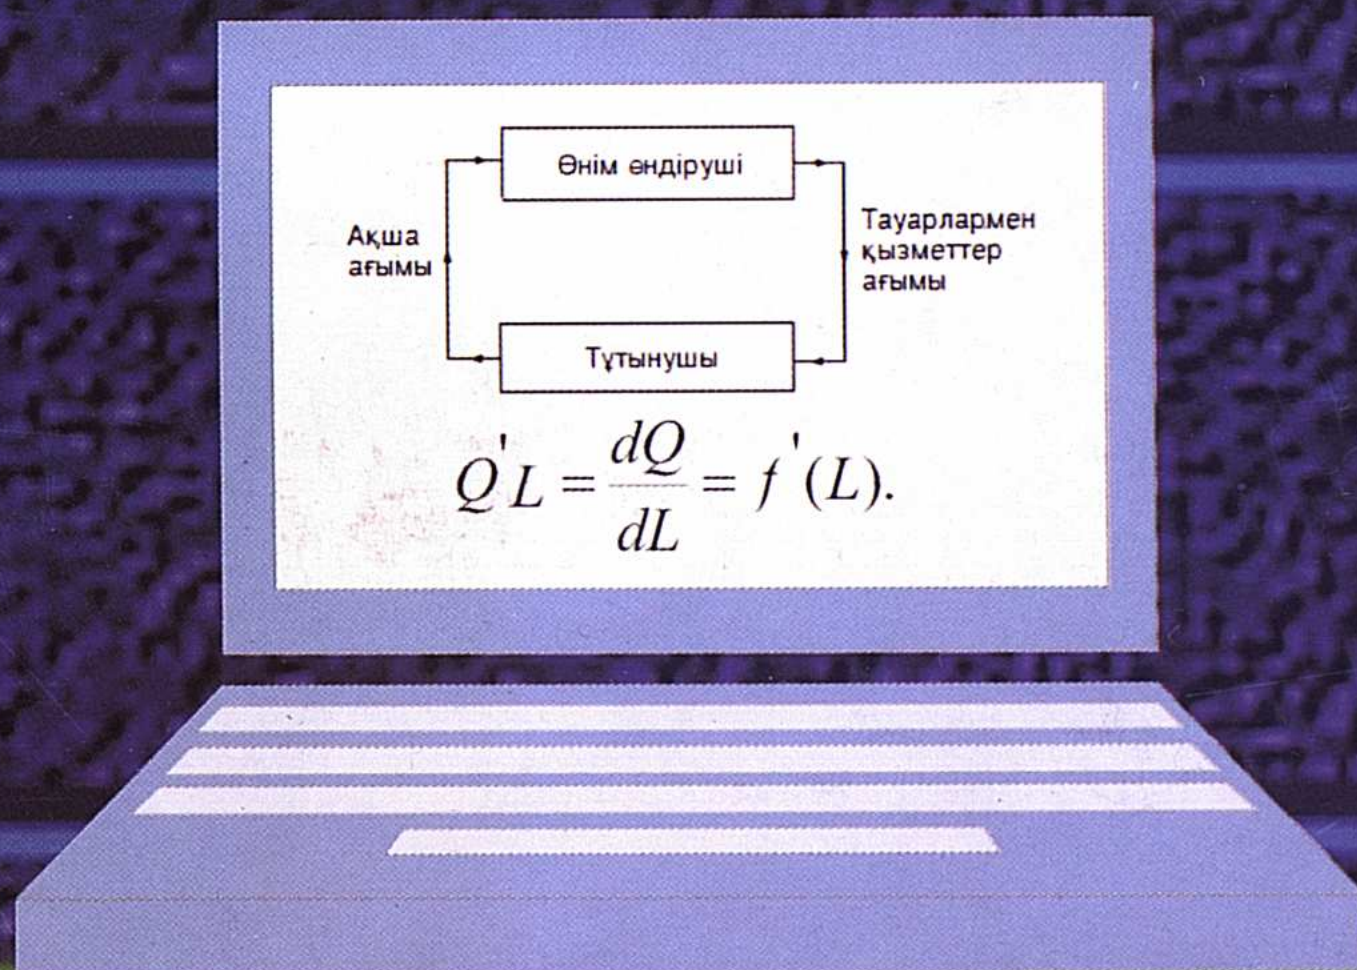 Өнім өндіруші
Ақша
ағымы
Тауарлармен
қызметтер
ағымы
Тұтынушы
Q'L = dQ/dL = f'(L).